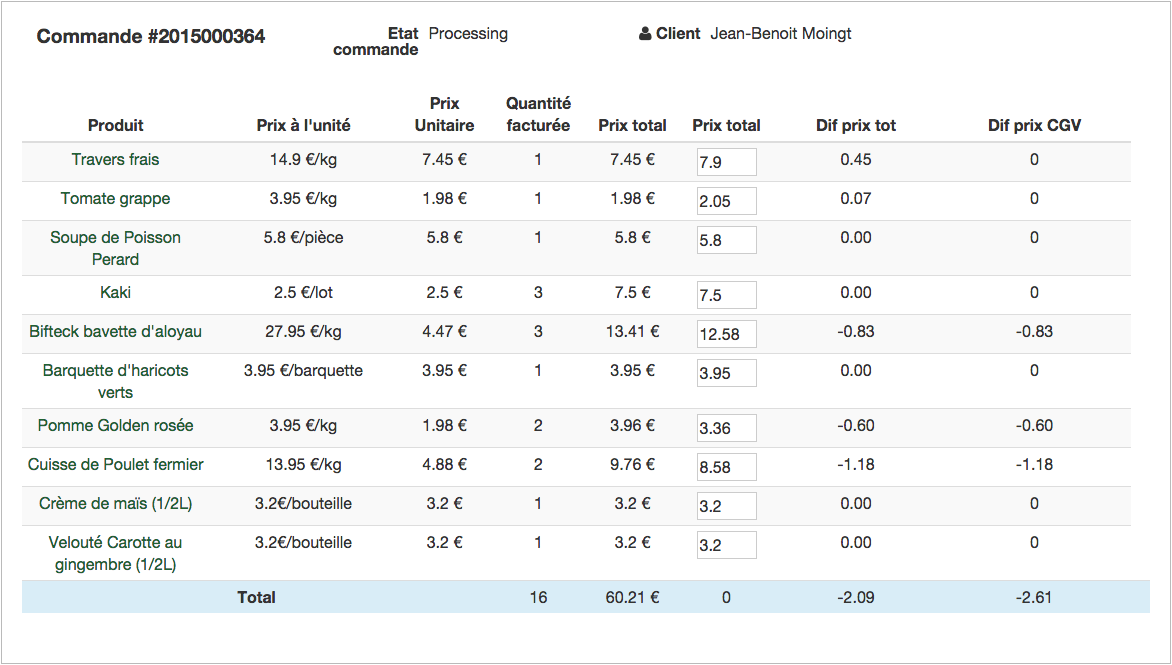 Commande #2015000364 Etat commande Processing Client Jean-Benoit Moingt
Produit Prix à l'unité Prix Unitaire Quantité facturée Prix total Prix total Dif prix tot Dif prix CGV
Travers frais 14.9 €/kg 7.45 € 1 7.45 € 7.9 0.45 0
Tomate grappe 3.95 €/kg 1.98 € 1 1.98 € 2.05 0.07 0
Soupe de Poisson Perard 5.8 €/pièce 5.8 € 1 5.8 € 5.8 0.00 0
Kaki 2.5 €/lot 2.5 € 3 7.5 € 7.5 0.00 0
Bifteck bavette d'aloyau 27.95 €/kg 4.47 € 3 13.41 € 12.58 -0.83 -0.83
Barquette d'haricots verts 3.95 €/barquette 3.95 € 1 3.95 € 3.95 0.00 0
Pomme Golden rosée 3.95 €/kg 1.98 € 2 3.96 € 3.36 -0.60 -0.60
Cuisse de Poulet fermier 13.95 €/kg 4.88 € 2 9.76 € 8.58 -1.18 -1.18
Crème de maïs (1/2L) 3.2€/bouteille 3.2 € 1 3.2 € 3.2 0.00 0
Velouté Carotte au gingembre (1/2L) 3.2€/bouteille 3.2 € 1 3.2 € 3.2 0.00 0
Total 16 60.21 € 0 -2.09 -2.61